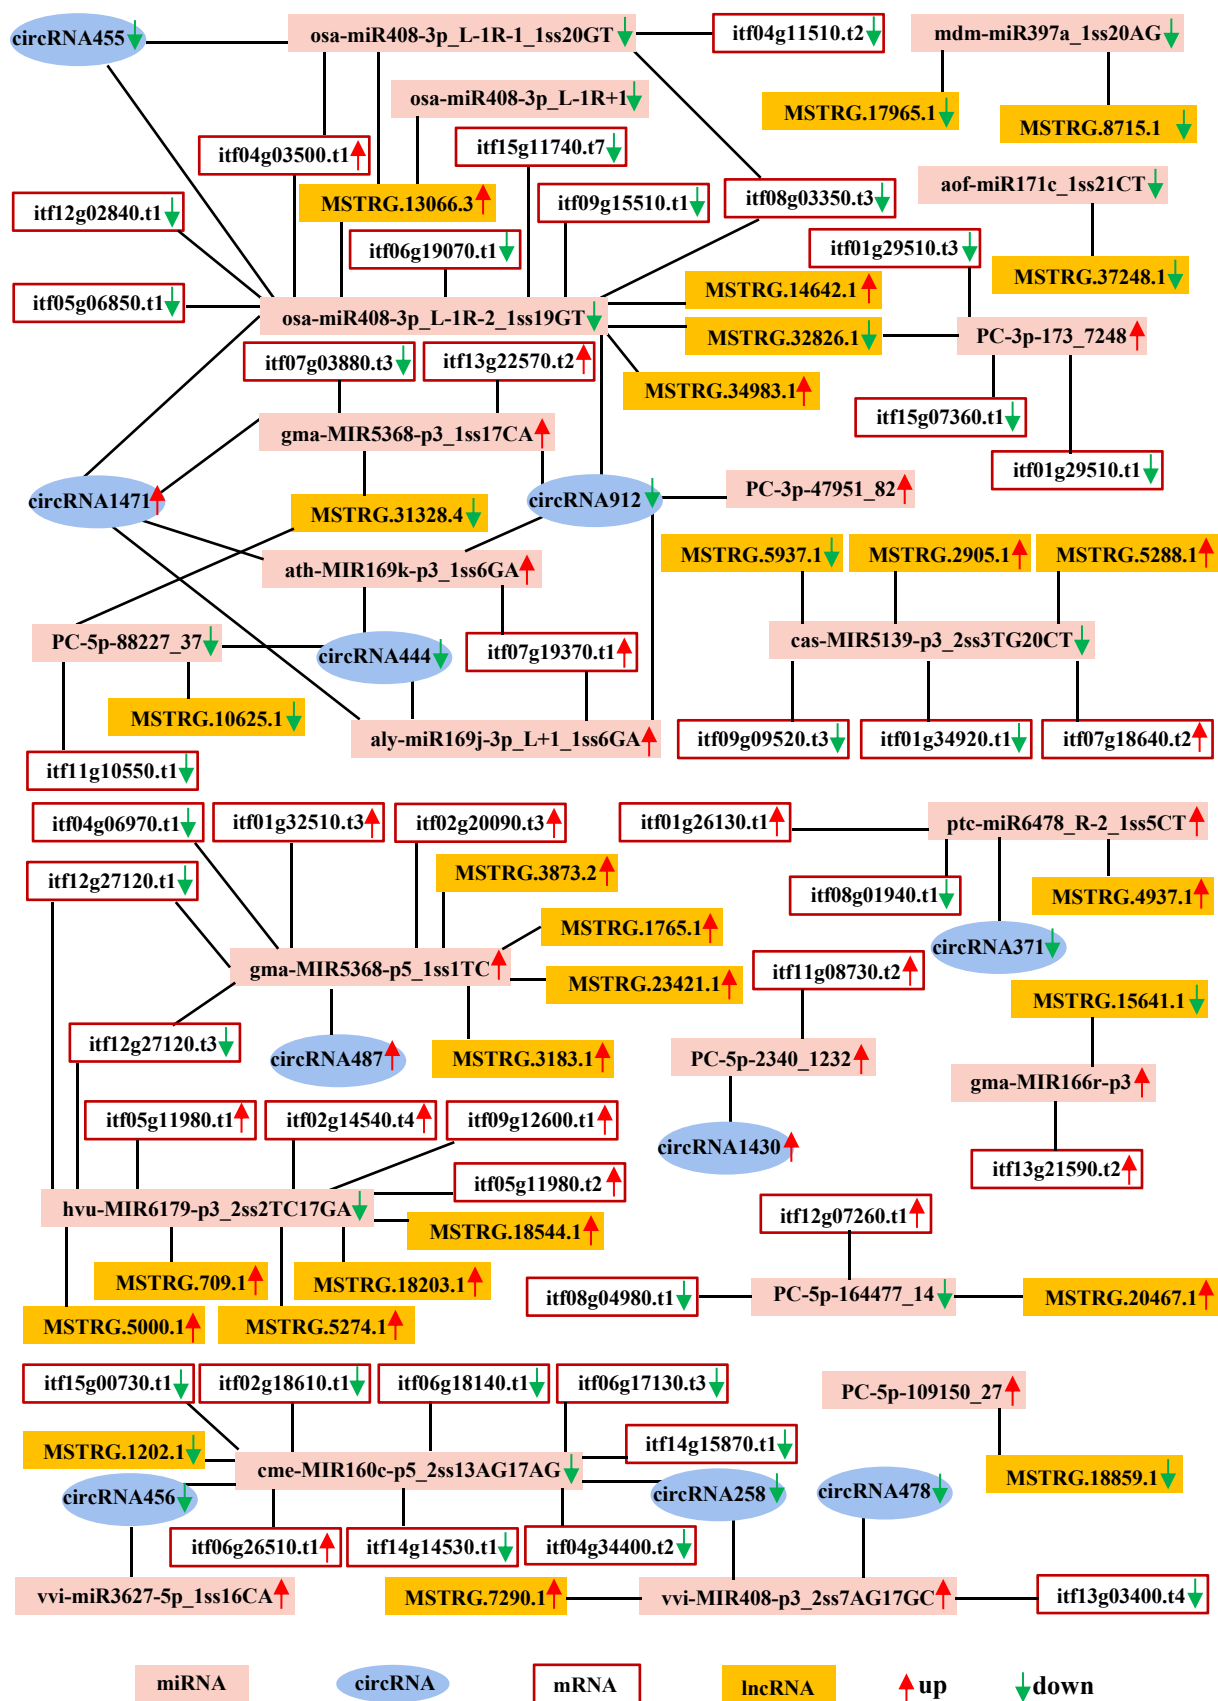 circRNA455
osa-miR408-3p_L-1R-1_1ss20GT
itf04g11510.t2
mdm-miR397a_1ss20AG
osa-miR408-3p_L-1R+1
MSTRG.17965.1
MSTRG.8715.1
itf04g03500.t1
itf15g11740.t7
itf12g02840.t1
MSTRG.13066.3
itf09g15510.t1
itf08g03350.t3
aof-miR171c_1ss21CT
itf06g19070.t1
itf01g29510.t3
itf05g06850.t1
MSTRG.14642.1
MSTRG.37248.1
osa-miR408-3p_L-1R-2_1ss19GT
MSTRG.32826.1
PC-3p-173_7248
itf07g03880.t3
itf13g22570.t2
MSTRG.34983.1
itf15g07360.t1
gma-MIR5368-p3_1ss17CA
itf01g29510.t1
circRNA1471
MSTRG.31328.4
circRNA912
PC-3p-47951_82
ath-MIR169k-p3_1ss6GA
MSTRG.5937.1
MSTRG.2905.1
MSTRG.5288.1
PC-5p-88227_37
circRNA444
itf07g19370.t1
cas-MIR5139-p3_2ss3TG20CT
MSTRG.10625.1
aly-miR169j-3p_L+1_1ss6GA
itf09g09520.t3
itf01g34920.t1
itf07g18640.t2
itf11g10550.t1
itf04g06970.t1
itf01g32510.t3
itf02g20090.t3
itf01g26130.t1
ptc-miR6478_R-2_1ss5CT
itf12g27120.t1
MSTRG.3873.2
itf08g01940.t1
MSTRG.4937.1
MSTRG.1765.1
circRNA371
gma-MIR5368-p5_1ss1TC
MSTRG.23421.1
itf11g08730.t2
MSTRG.15641.1
itf12g27120.t3
circRNA487
MSTRG.3183.1
PC-5p-2340_1232
gma-MIR166r-p3
itf05g11980.t1
itf02g14540.t4
itf09g12600.t1
circRNA1430
itf13g21590.t2
itf05g11980.t2
hvu-MIR6179-p3_2ss2TC17GA
MSTRG.18544.1
itf12g07260.t1
MSTRG.709.1
MSTRG.18203.1
itf08g04980.t1
PC-5p-164477_14
MSTRG.20467.1
MSTRG.5000.1
MSTRG.5274.1
itf15g00730.t1
itf02g18610.t1
itf06g18140.t1
itf06g17130.t3
PC-5p-109150_27
MSTRG.1202.1
itf14g15870.t1
cme-MIR160c-p5_2ss13AG17AG
MSTRG.18859.1
circRNA456
circRNA258
circRNA478
itf06g26510.t1
itf14g14530.t1
itf04g34400.t2
vvi-miR3627-5p_1ss16CA
MSTRG.7290.1
vvi-MIR408-p3_2ss7AG17GC
itf13g03400.t4
miRNA
circRNA
mRNA
lncRNA
up
down